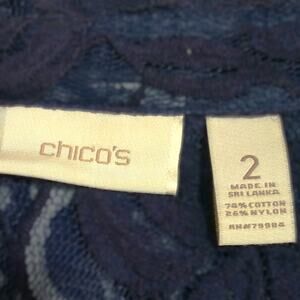 chico's
2
MADE IN
SRI LANKA
74% COTTON
26% NYLON
RN#79984